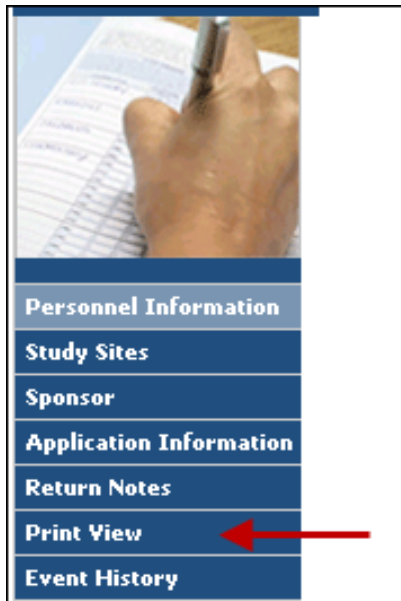 Personnel Information
Study Sites
Sponsor
Application Information
Return Notes
Print View
Event History